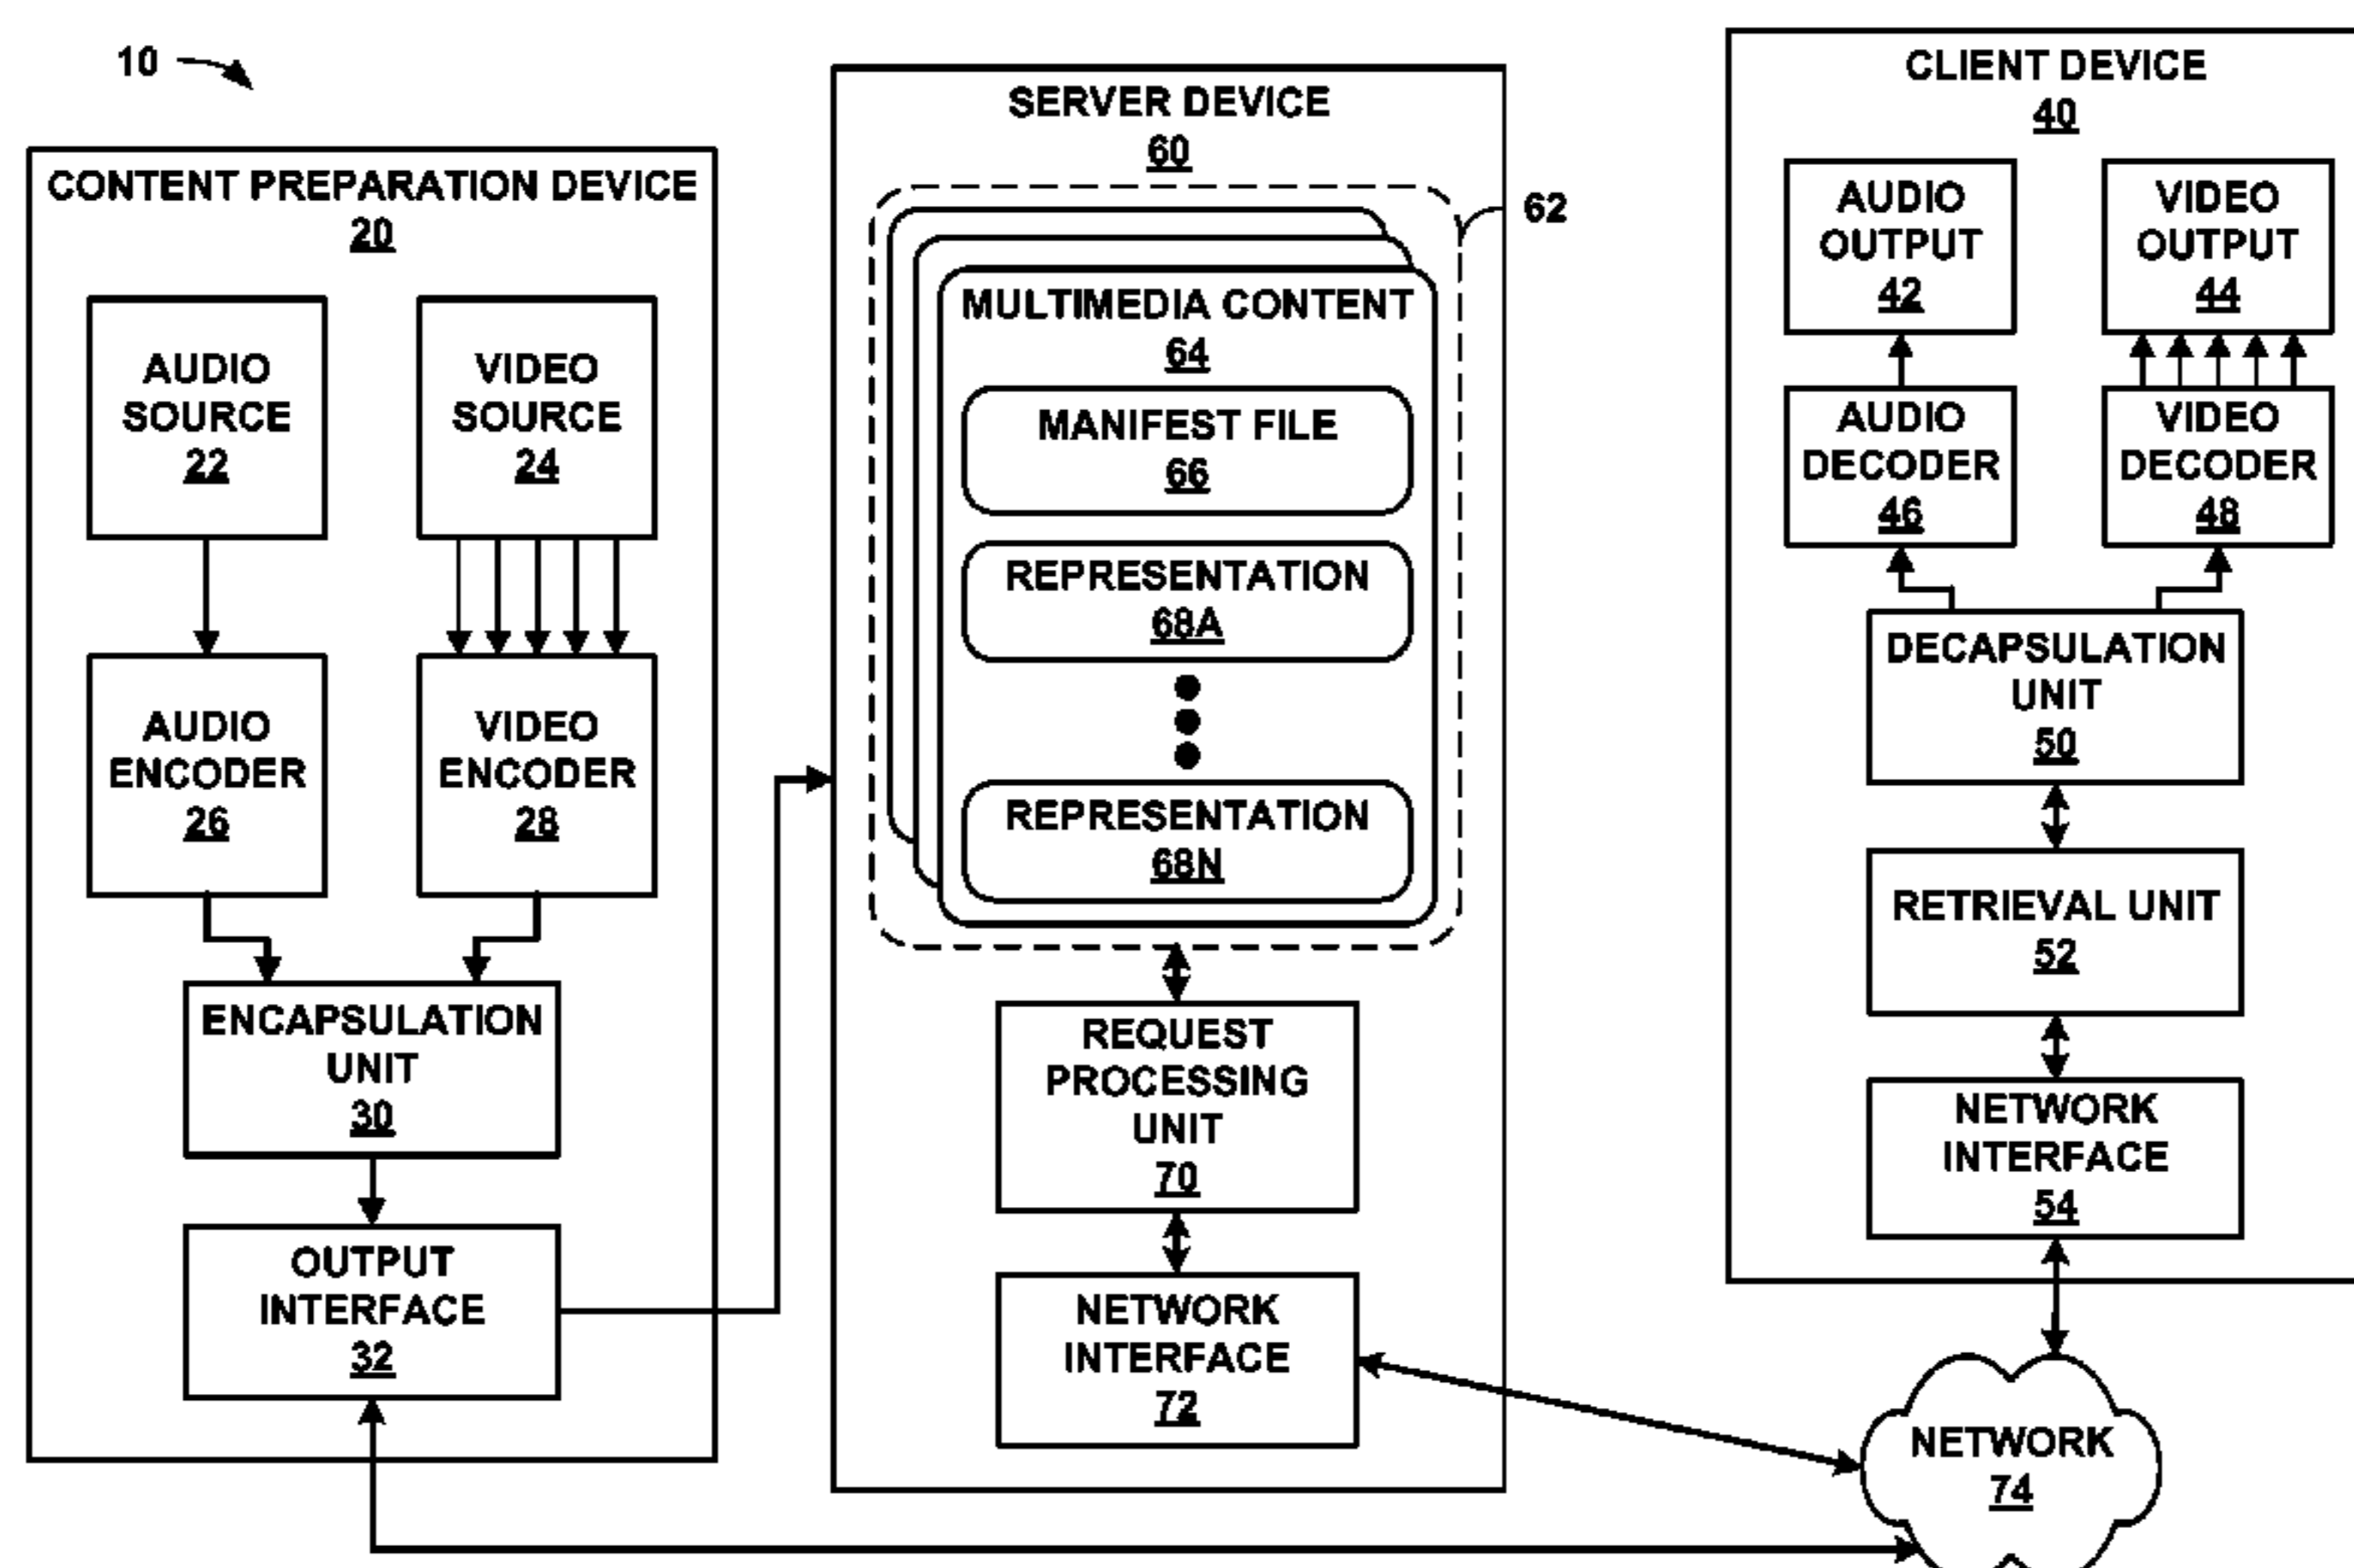 10
CONTENT PREPARATION DEVICE
20
AUDIO
SOURCE
22
VIDEO
SOURCE
24
AUDIO
ENCODER
26
VIDEO
ENCODER
28
ENCAPSULATION
UNIT
30
OUTPUT
INTERFACE
32
SERVER DEVICE
60
62
MULTIMEDIA CONTENT
64
MANIFEST FILE
66
REPRESENTATION
68A
REPRESENTATION
68N
REQUEST
PROCESSING
UNIT
70
NETWORK
INTERFACE
72
CLIENT DEVICE
40
AUDIO
OUTPUT
42
VIDEO
OUTPUT
44
AUDIO
DECODER
46
VIDEO
DECODER
48
DECAPSULATION
UNIT
50
RETRIEVAL UNIT
52
NETWORK
INTERFACE
54
NETWORK
74